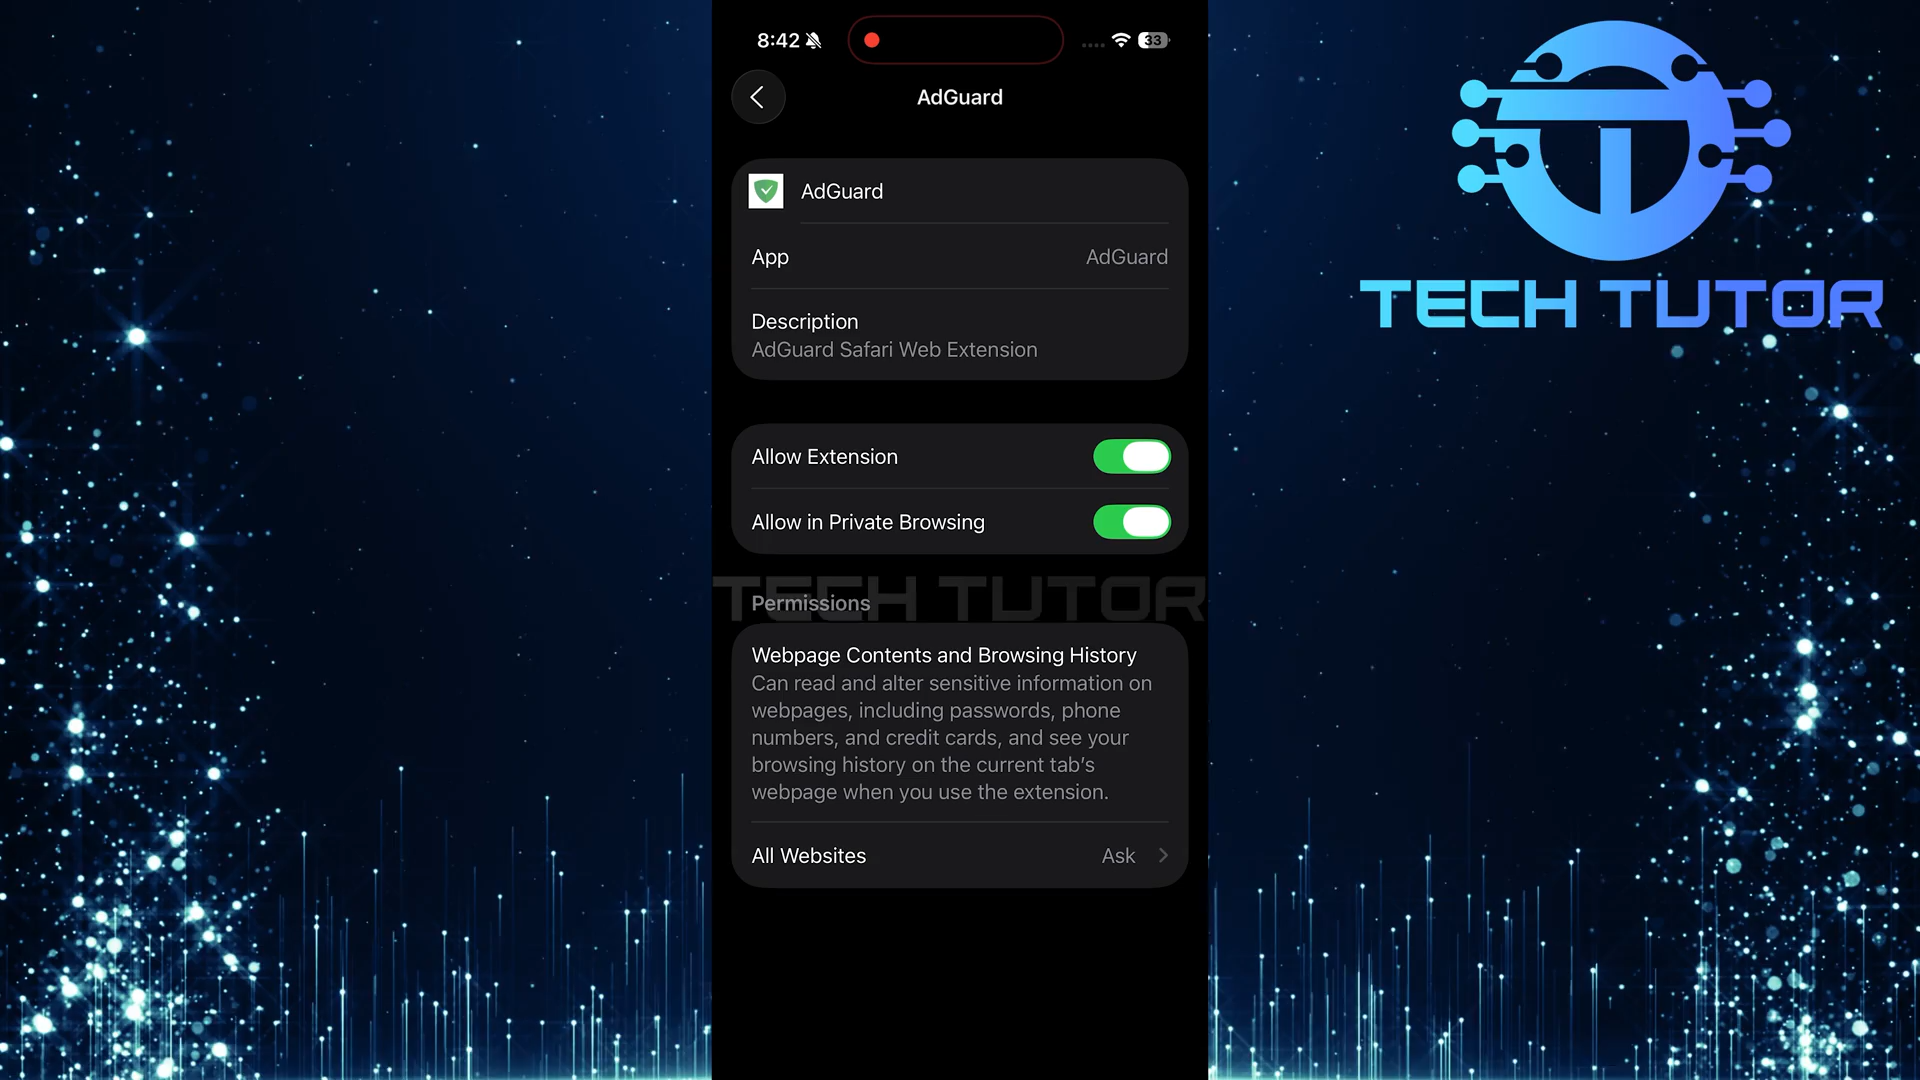 8:42
33
AdGuard
AdGuard
App AdGuard
Description
AdGuard Safari Web Extension
Allow Extension
Allow in Private Browsing
TECH TUTOR
Permissions
Webpage Contents and Browsing History
Can read and alter sensitive information on
webpages, including passwords, phone
numbers, and credit cards, and see your
browsing history on the current tab's
webpage when you use the extension.
All Websites Ask
TECH TUTOR